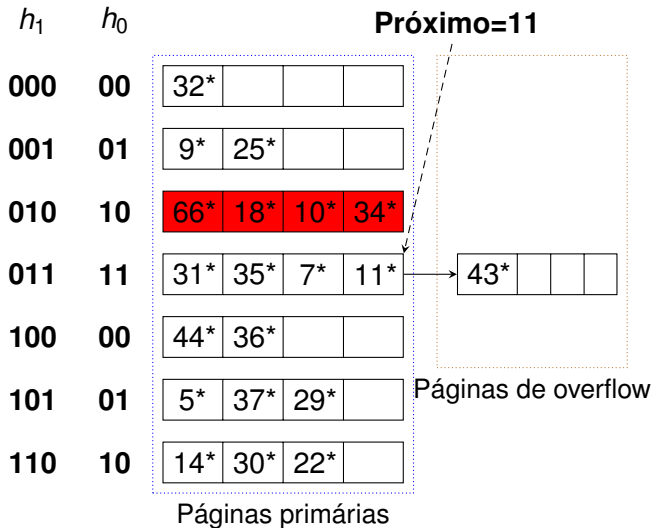 h1 h0 Próximo=11
000 00 32*
001 01 9* 25*
010 10 66* 18* 10* 34*
011 11 31* 35* 7* 11* 43*
100 00 44* 36*
101 01 5* 37* 29* Páginas de overflow
110 10 14* 30* 22*
Páginas primárias